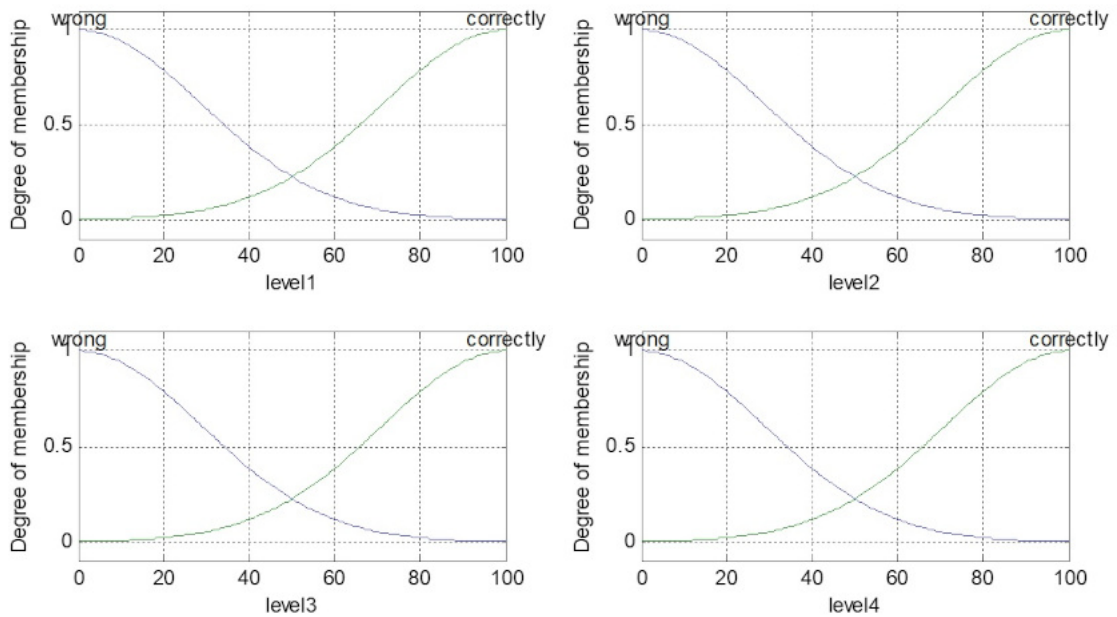 wrong correctly
1
0.5
0
Degree of membership
0 20 40 60 80 100
level1
wrong correctly
1
0.5
0
Degree of membership
0 20 40 60 80 100
level2
wrong correctly
1
0.5
0
Degree of membership
0 20 40 60 80 100
level3
wrong correctly
1
0.5
0
Degree of membership
0 20 40 60 80 100
level4